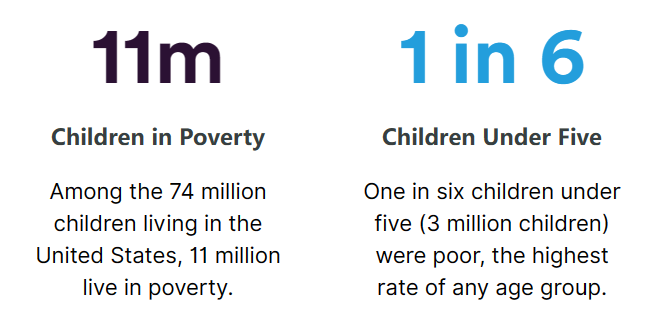 11m
Children in Poverty
Among the 74 million
children living in the
United States, 11 million
live in poverty.
1 in 6
Children Under Five
One in six children under
five (3 million children)
were poor, the highest
rate of any age group.